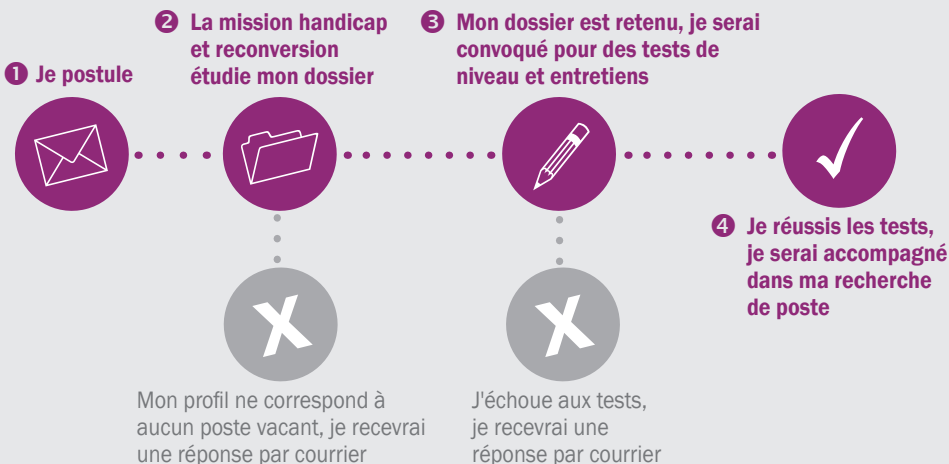 ❶ Je postule
❷ La mission handicap
et reconversion
étudie mon dossier
❸ Mon dossier est retenu, je serai
convoqué pour des tests de
niveau et entretiens
❹ Je réussis les tests,
je serai accompagné
dans ma recherche
de poste
X
Mon profil ne correspond à
aucun poste vacant, je recevrai
une réponse par courrier
X
J'échoue aux tests,
je recevrai une
réponse par courrier